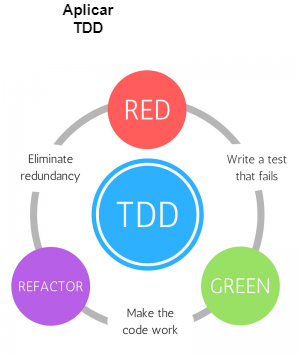 Aplicar
TDD
RED
Eliminate
redundancy
Write a test
that fails
TDD
REFACTOR
GREEN
Make the
code work